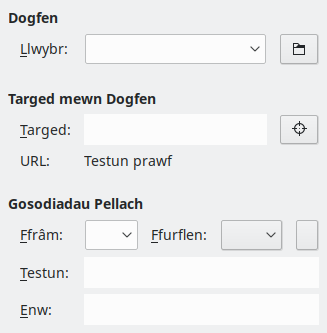 Dogfen
Llwybr:
Targed mewn Dogfen
Targed:
URL: Testun prawf
Gosodiadau Pellach
Ffrâm: Ffurflen:
Testun:
Enw: